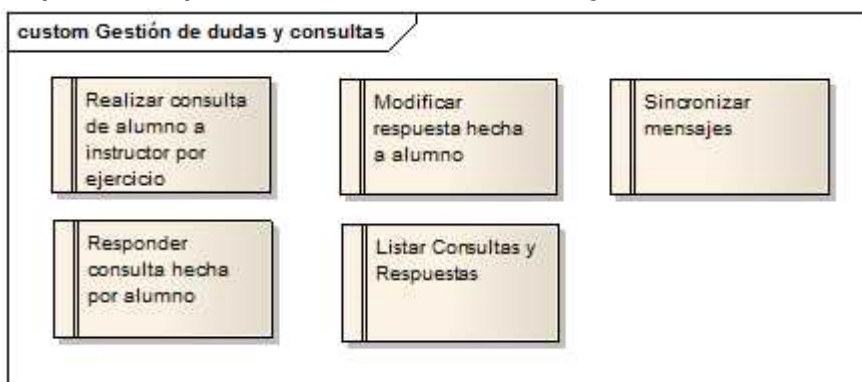 custom Gestión de dudas y consultas
Realizar consulta
de alumno a
instructor por
ejercicio
Modificar
respuesta hecha
a alumno
Sincronizar
mensajes
Responder
consulta hecha
por alumno
Listar Consultas y
Respuestas